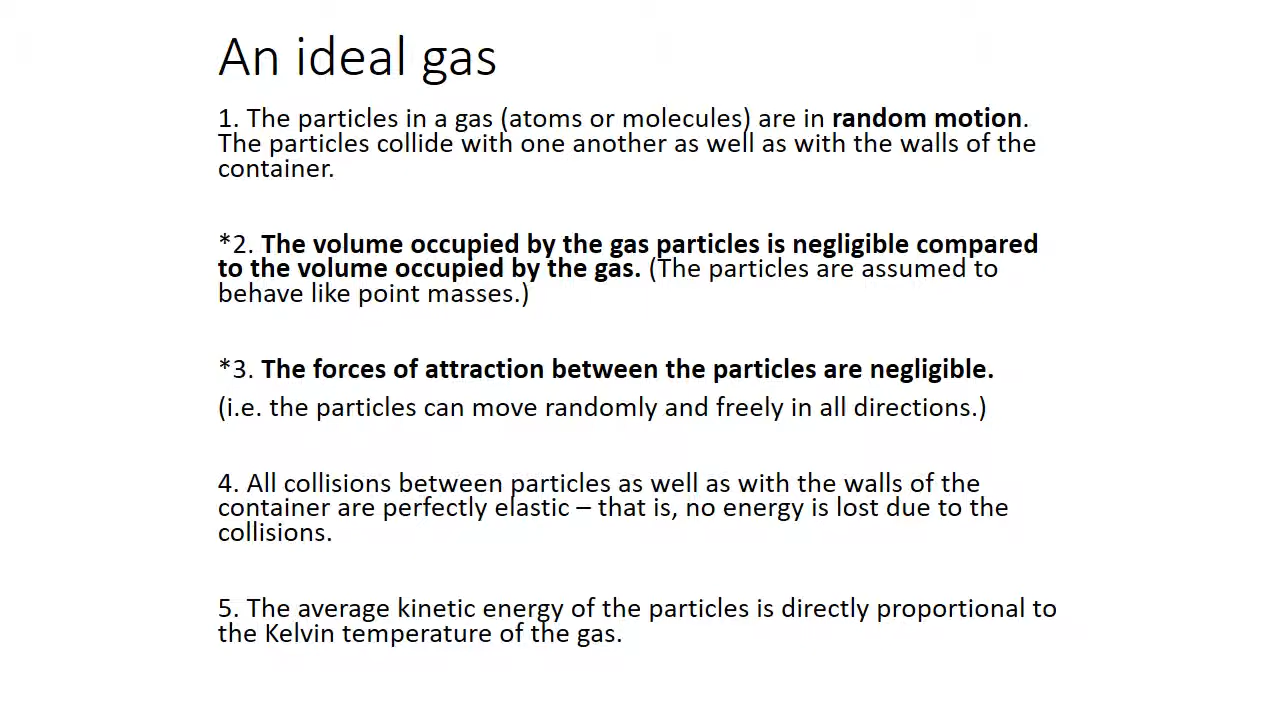 An ideal gas
1. The particles in a gas (atoms or molecules) are in random motion.
The particles collide with one another as well as with the walls of the
container.
*2. The volume occupied by the gas particles is negligible compared
to the volume occupied by the gas. (The particles are assumed to
behave like point masses.)
*3. The forces of attraction between the particles are negligible.
(i.e. the particles can move randomly and freely in all directions.)
4. All collisions between particles as well as with the walls of the
container are perfectly elastic – that is, no energy is lost due to the
collisions.
5. The average kinetic energy of the particles is directly proportional to
the Kelvin temperature of the gas.